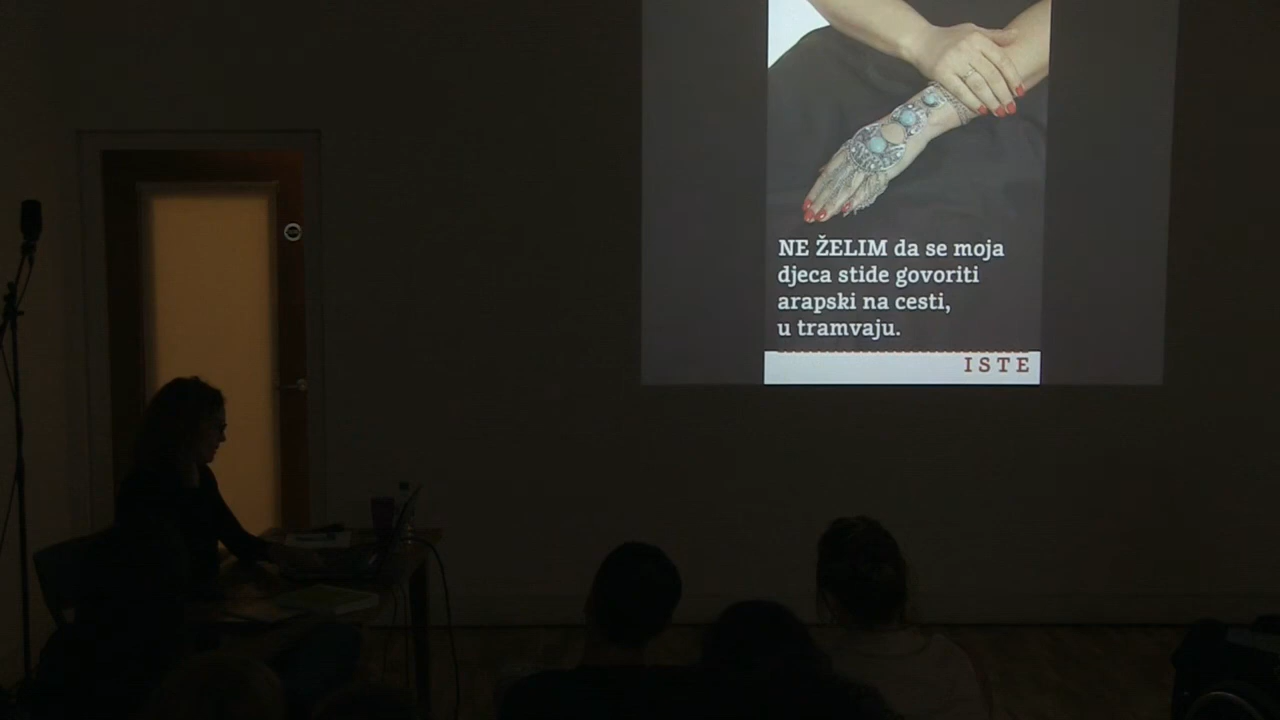 NE ŽELIM da se moja
djeca stide govoriti
arapski na cesti,
u tramvaju.
ISTE